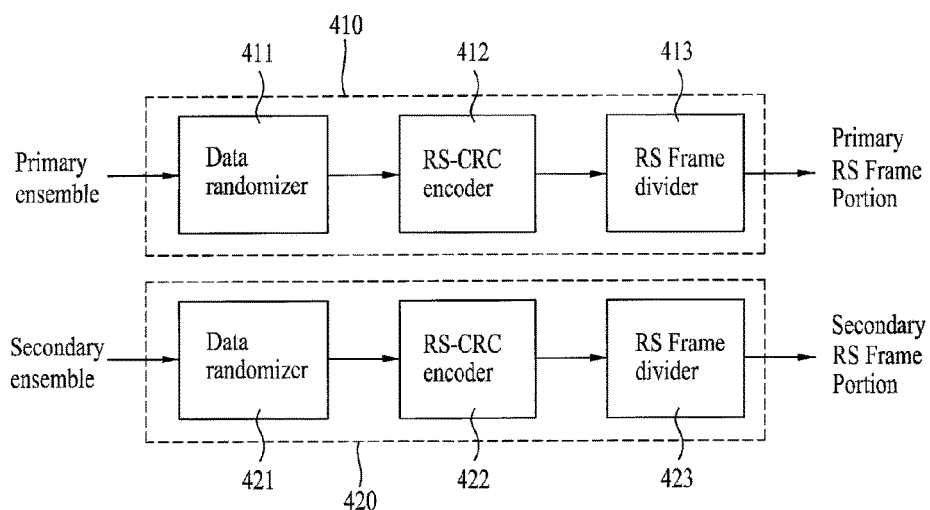 410
411
412
413
Primary
ensemble
Data
randomizer
RS-CRC
encoder
RS Frame
divider
Primary
RS Frame
Portion
Secondary
ensemble
Data
randomizer
RS-CRC
encoder
RS Frame
divider
Secondary
RS Frame
Portion
421
422
423
420